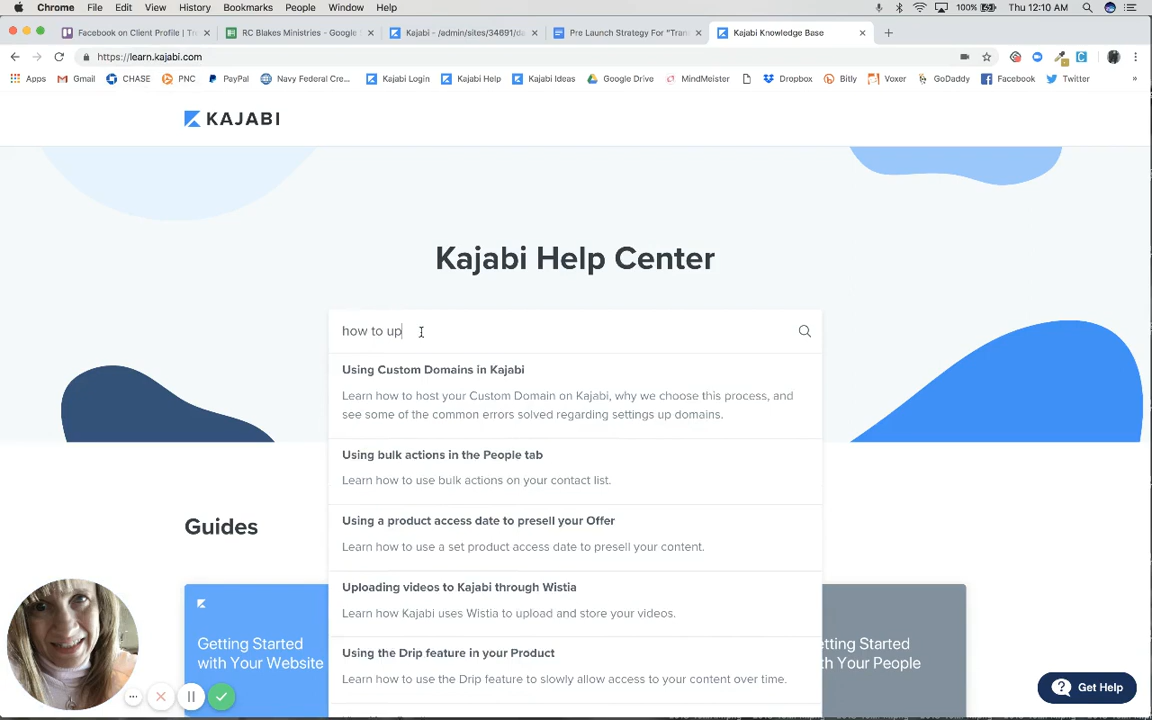 Chrome File Edit View History Bookmarks People Window Help 100% Thu 12:10 AM
Facebook on Client Profile | Tr
RC Blakes Ministries - Google
Kajabi - /admin/sites/34691/da
Pre Launch Strategy For "Tran
Kajabi Knowledge Base
https://learn.kajabi.com
Apps Gmail CHASE PNC PayPal Navy Federal Cre... Kajabi Login Kajabi Help Kajabi Ideas Google Drive MindMeister Dropbox Bitly Voxer GoDaddy Facebook Twitter »
KAJABI
Kajabi Help Center
how to up
Using Custom Domains in Kajabi
Learn how to host your Custom Domain on Kajabi, why we choose this process, and
see some of the common errors solved regarding settings up domains.
Using bulk actions in the People tab
Learn how to use bulk actions on your contact list.
Using a product access date to presell your Offer
Learn how to use a set product access date to presell your content.
Uploading videos to Kajabi through Wistia
Learn how Kajabi uses Wistia to upload and store your videos.
Using the Drip feature in your Product
Learn how to use the Drip feature to slowly allow access to your content over time.
Guides
Getting Started
with Your Website
etting Started
h Your People
Get Help